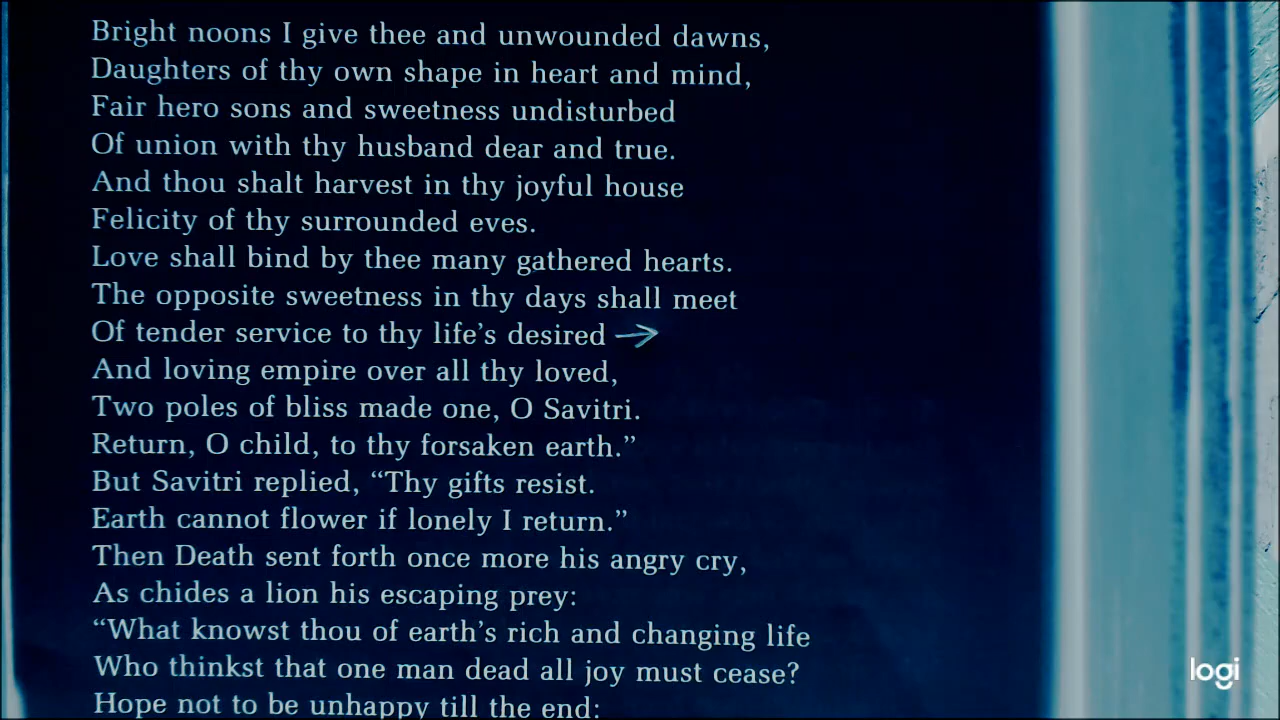 Bright noons I give thee and unwounded dawns,
Daughters of thy own shape in heart and mind,
Fair hero sons and sweetness undisturbed
Of union with thy husband dear and true.
And thou shalt harvest in thy joyful house
Felicity of thy surrounded eves.
Love shall bind by thee many gathered hearts.
The opposite sweetness in thy days shall meet
Of tender service to thy life’s desired →
And loving empire over all thy loved,
Two poles of bliss made one, O Savitri.
Return, O child, to thy forsaken earth.”
But Savitri replied, “Thy gifts resist.
Earth cannot flower if lonely I return.”
Then Death sent forth once more his angry cry,
As chides a lion his escaping prey:
“What knowst thou of earth’s rich and changing life
Who thinkst that one man dead all joy must cease?
Hope not to be unhappy till the end:
logi